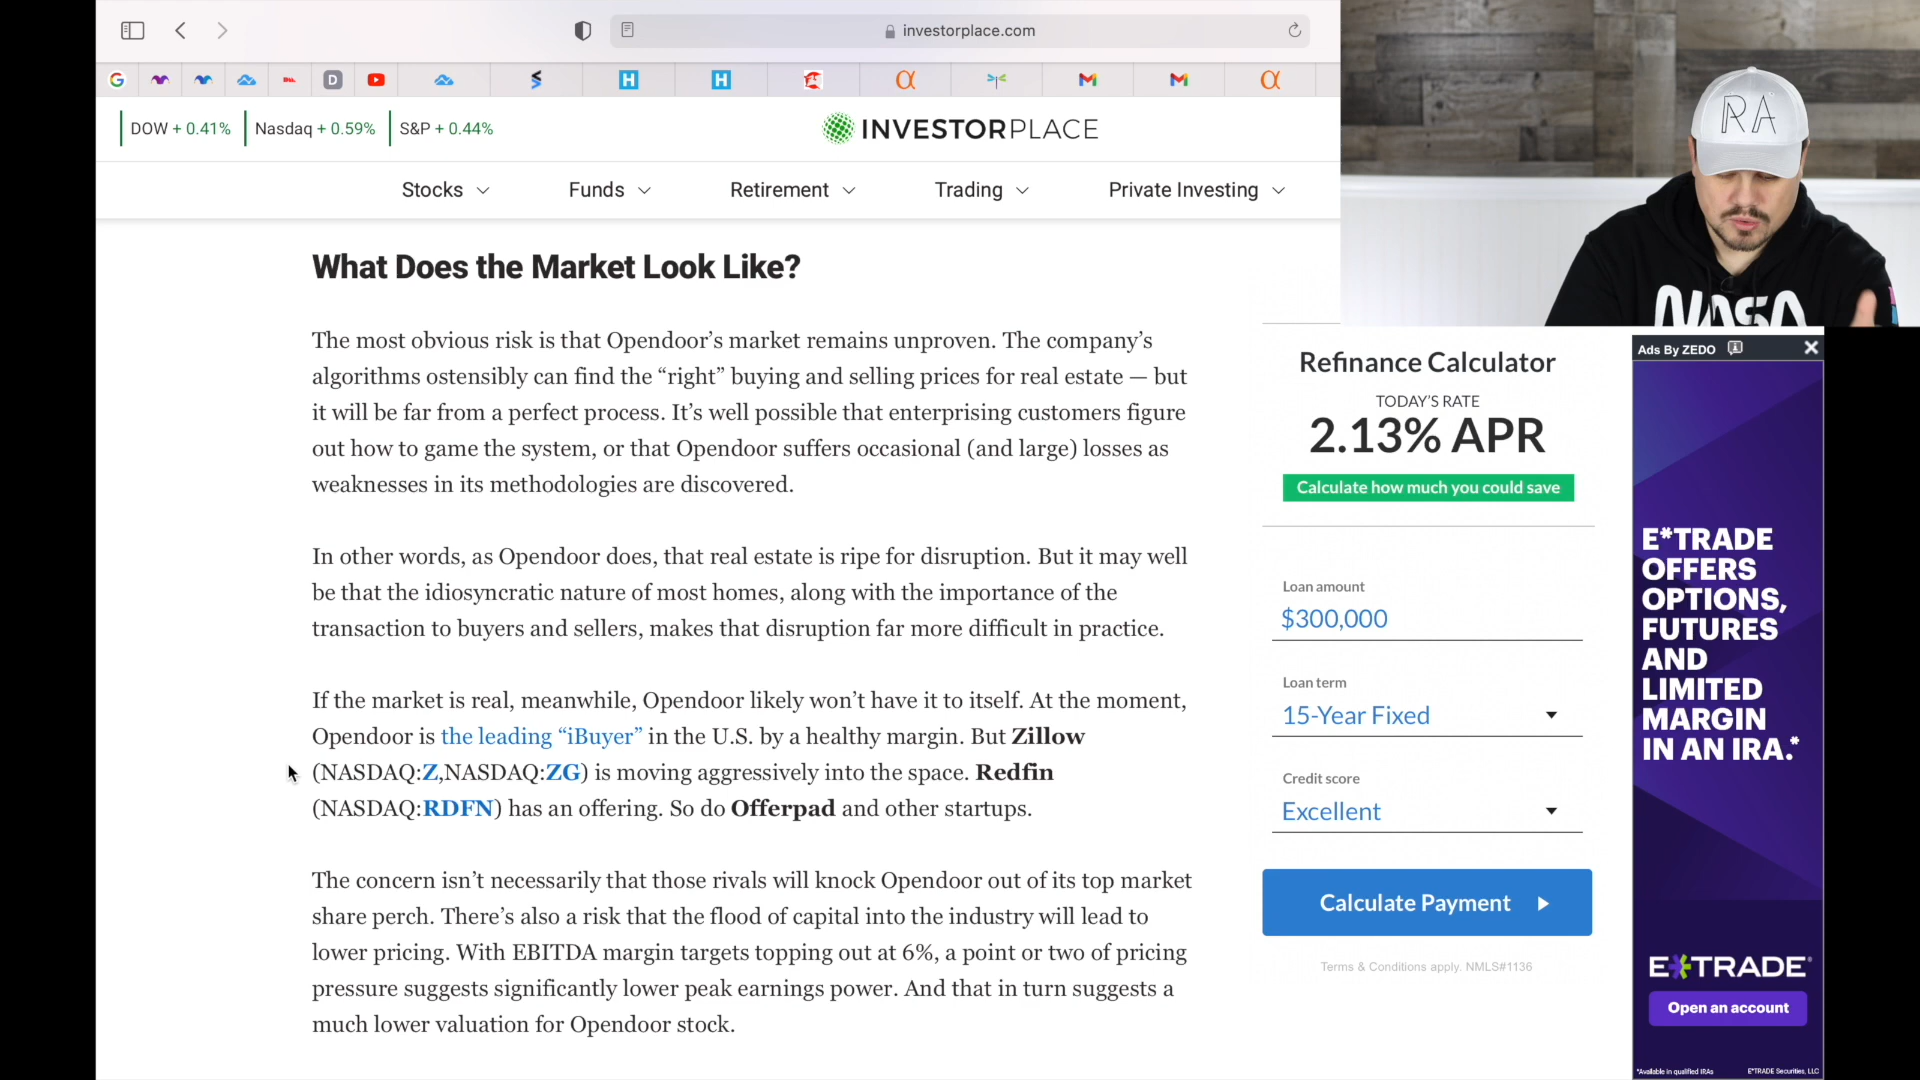 investorplace.com
DOW + 0.41% Nasdaq + 0.59% S&P + 0.44%
INVESTORPLACE
Stocks Funds Retirement Trading Private Investing
RA
NASA
What Does the Market Look Like?
The most obvious risk is that Opendoor’s market remains unproven. The company’s
algorithms ostensibly can find the “right” buying and selling prices for real estate — but
it will be far from a perfect process. It’s well possible that enterprising customers figure
out how to game the system, or that Opendoor suffers occasional (and large) losses as
weaknesses in its methodologies are discovered.
In other words, as Opendoor does, that real estate is ripe for disruption. But it may well
be that the idiosyncratic nature of most homes, along with the importance of the
transaction to buyers and sellers, makes that disruption far more difficult in practice.
If the market is real, meanwhile, Opendoor likely won’t have it to itself. At the moment,
Opendoor is the leading “iBuyer” in the U.S. by a healthy margin. But Zillow
(NASDAQ:Z,NASDAQ:ZG) is moving aggressively into the space. Redfin
(NASDAQ:RDFN) has an offering. So do Offerpad and other startups.
The concern isn’t necessarily that those rivals will knock Opendoor out of its top market
share perch. There’s also a risk that the flood of capital into the industry will lead to
lower pricing. With EBITDA margin targets topping out at 6%, a point or two of pricing
pressure suggests significantly lower peak earnings power. And that in turn suggests a
much lower valuation for Opendoor stock.
Refinance Calculator
TODAY’S RATE
2.13% APR
Calculate how much you could save
Loan amount
$300,000
Loan term
15-Year Fixed
Credit score
Excellent
Calculate Payment
Terms & Conditions apply. NMLS#1136
Ads By ZEDO
E*TRADE
OFFERS
OPTIONS,
FUTURES
AND
LIMITED
MARGIN
IN AN IRA.*
E*TRADE
Open an account
*Available in qualified IRAs E*TRADE Securities, LLC